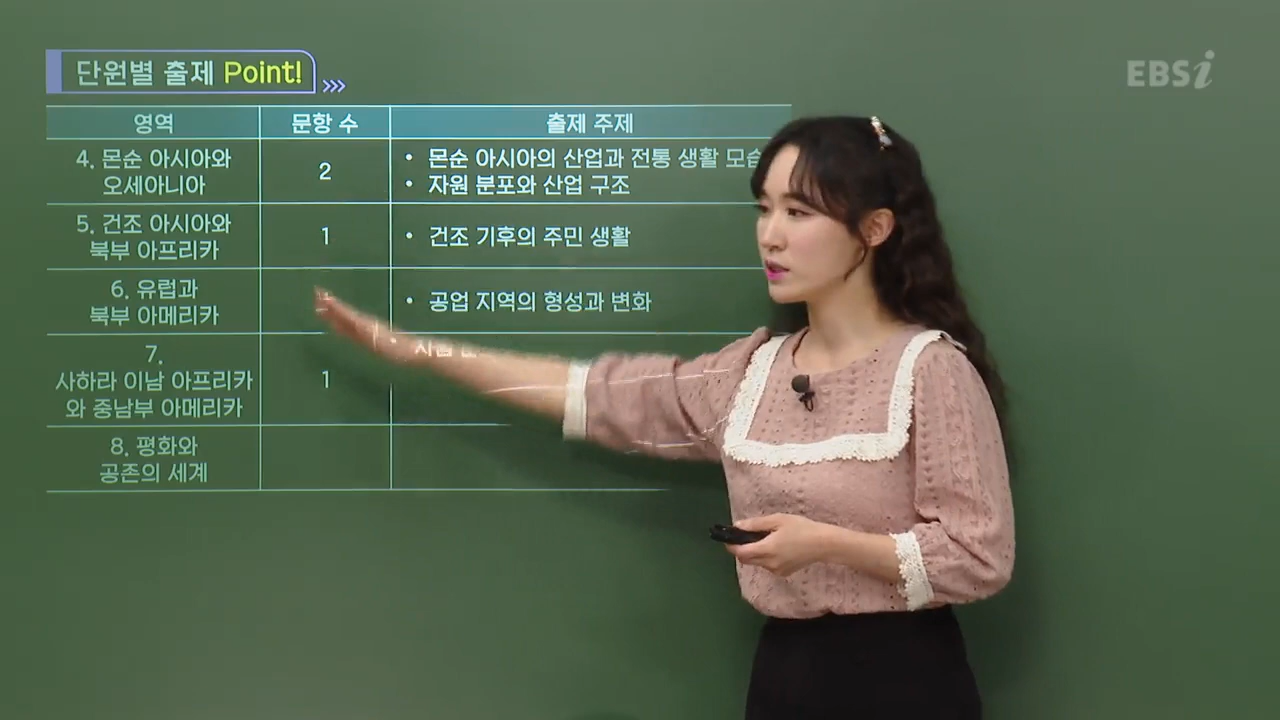 단원별 출제 Point!
EBSi
영역 문항 수 출제 주제
4. 몬순 아시아와
오세아니아
2
• 몬순 아시아의 산업과 전통 생활 모습
• 자원 분포와 산업 구조
5. 건조 아시아와
북부 아프리카
1
• 건조 기후의 주민 생활
6. 유럽과
북부 아메리카
• 공업 지역의 형성과 변화
7.
사하라 이남 아프리카
와 중남부 아메리카
1
8. 평화와
공존의 세계